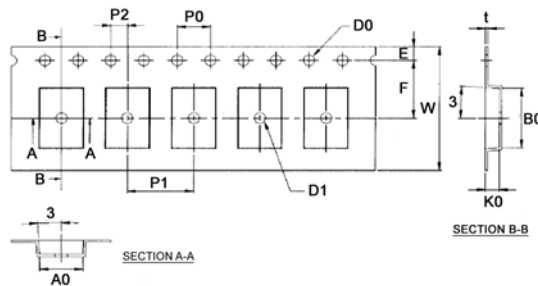 B P2 P0 D0 E t
F W
3 B0
A A
B P1 D1 K0
3 SECTION B-B
SECTION A-A
A0